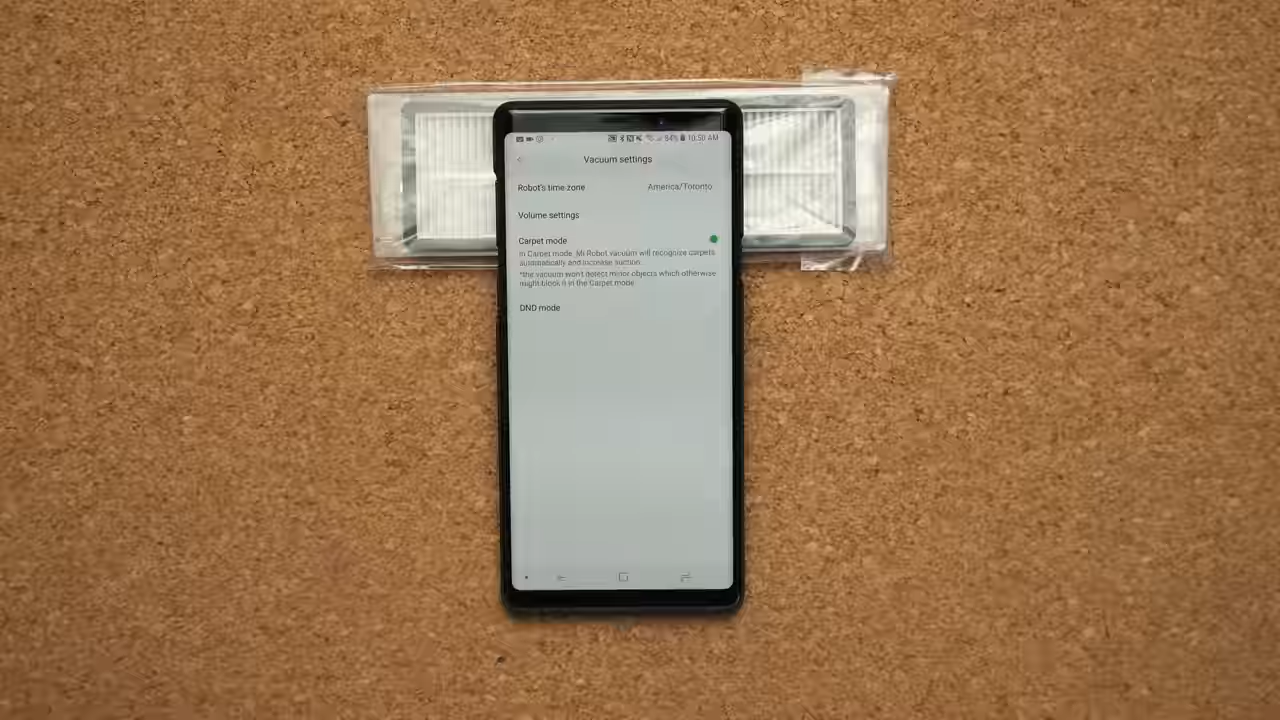 94% 10:50 AM
Vacuum settings
Robot's time zone America/Toronto
Volume settings
Carpet mode
In Carpet mode, Mi Robot vacuum will recognize carpets
automatically and increase suction.
*the vacuum won't detect minor objects which otherwise
might block it in the Carpet mode
DND mode